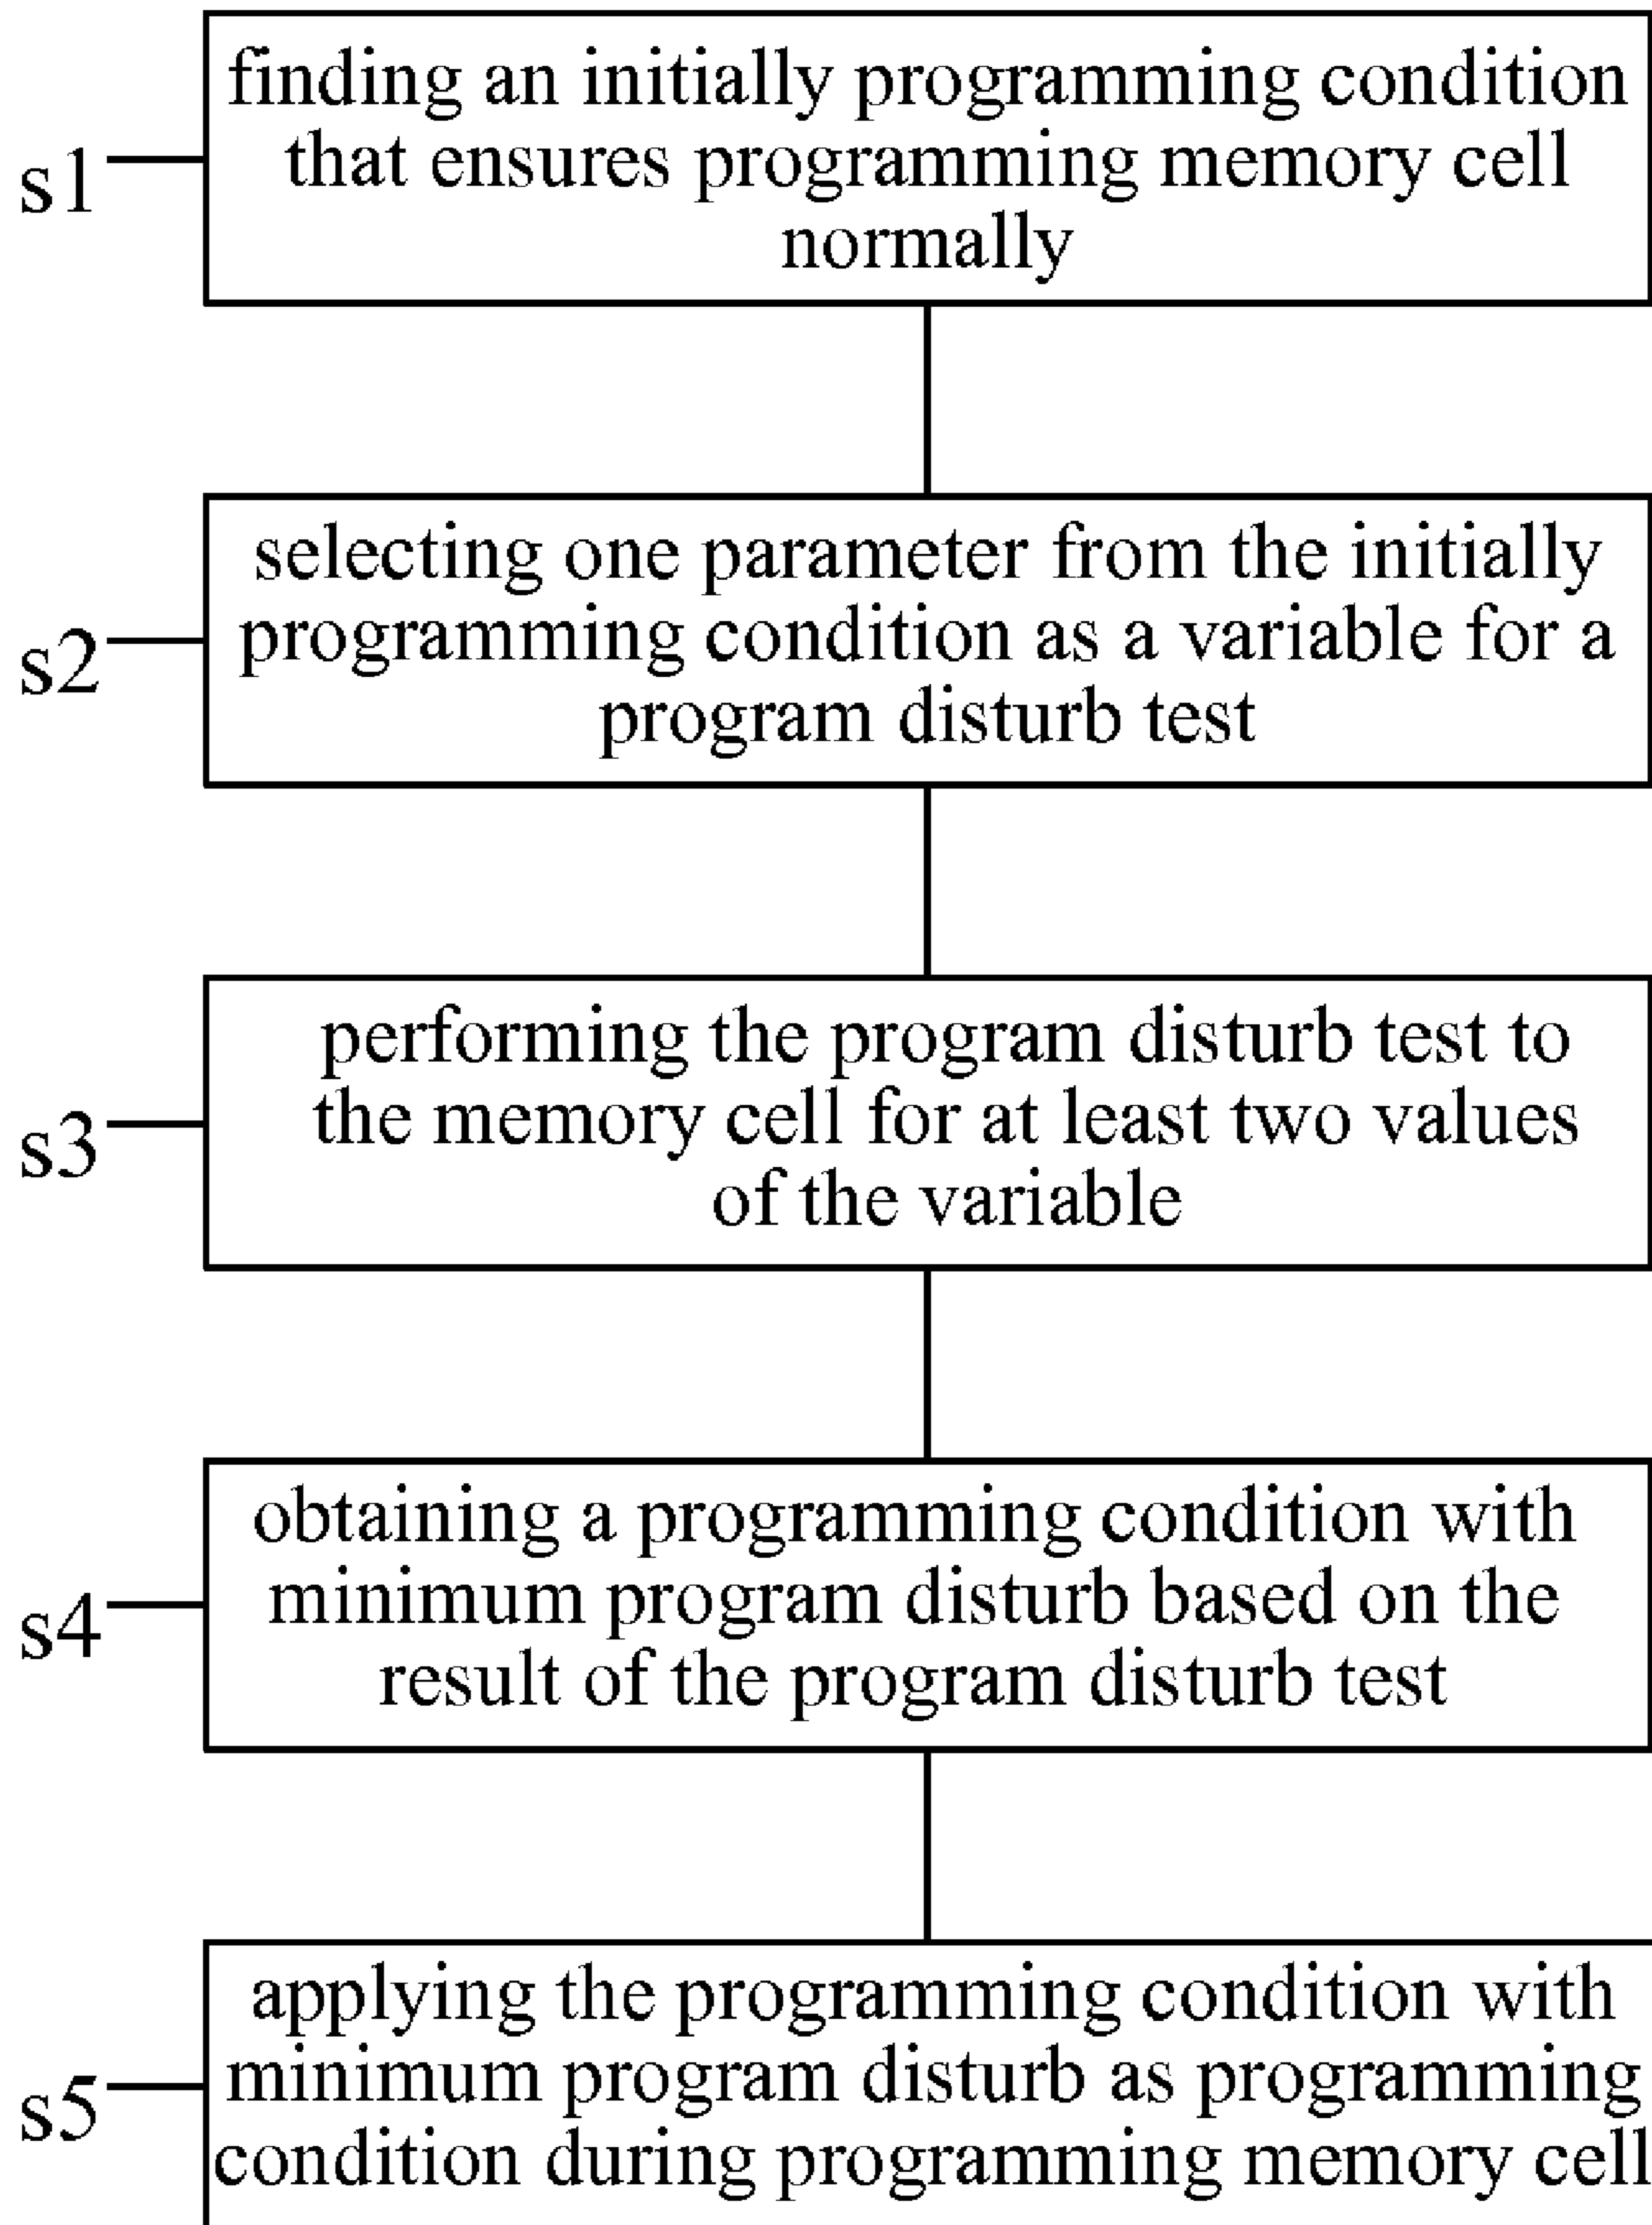 finding an initially programming condition
that ensures programming memory cell
s1
normally
selecting one parameter from the initially
programming condition as a variable for a
s2
program disturb test
performing the program disturb test to
the memory cell for at least two values
s3
of the variable
obtaining a programming condition with
minimum program disturb based on the
s4
result of the program disturb test
applying the programming condition with
minimum program disturb as programming
s5
condition during programming memory cell